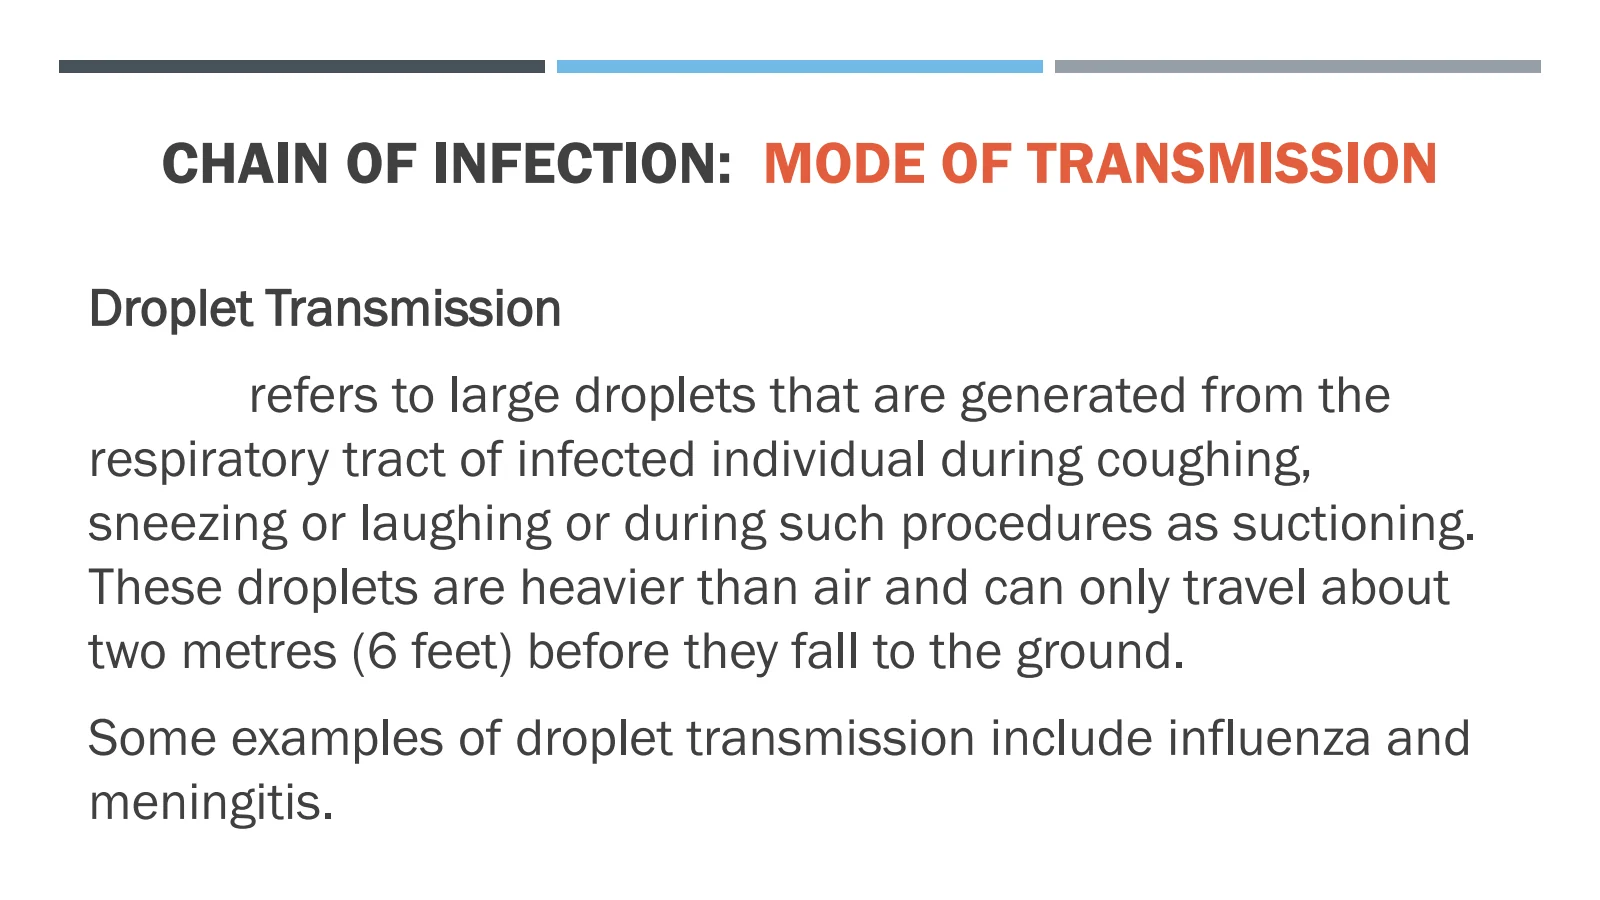 CHAIN OF INFECTION: MODE OF TRANSMISSION
Droplet Transmission
refers to large droplets that are generated from the
respiratory tract of infected individual during coughing,
sneezing or laughing or during such procedures as suctioning.
These droplets are heavier than air and can only travel about
two metres (6 feet) before they fall to the ground.
Some examples of droplet transmission include influenza and
meningitis.